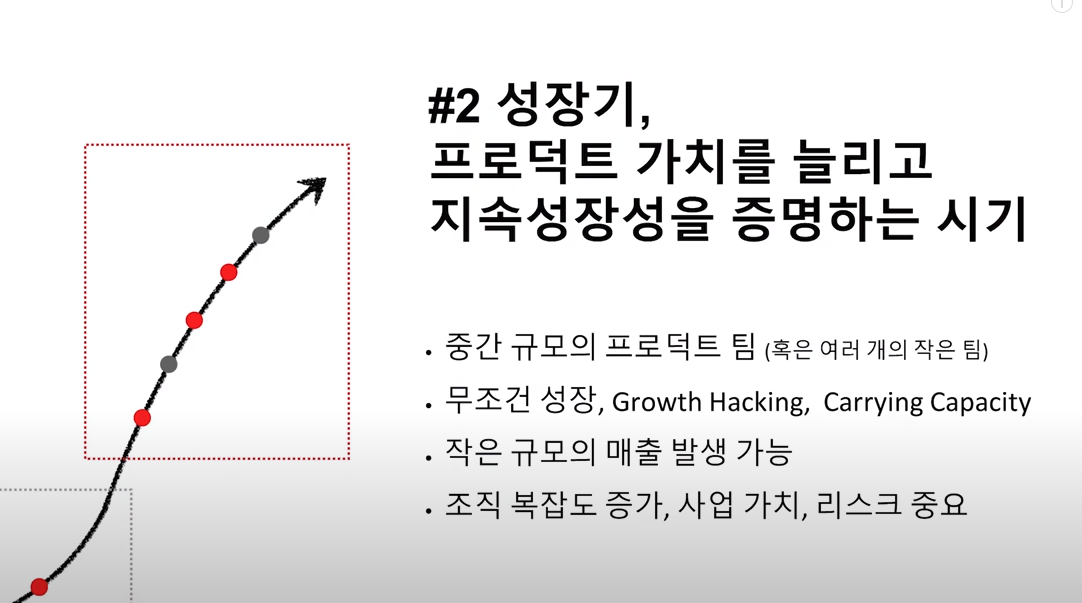 #2 성장기,
프로덕트 가치를 늘리고
지속성장성을 증명하는 시기
• 중간 규모의 프로덕트 팀 (혹은 여러 개의 작은 팀)
• 무조건 성장, Growth Hacking, Carrying Capacity
• 작은 규모의 매출 발생 가능
• 조직 복잡도 증가, 사업 가치, 리스크 중요